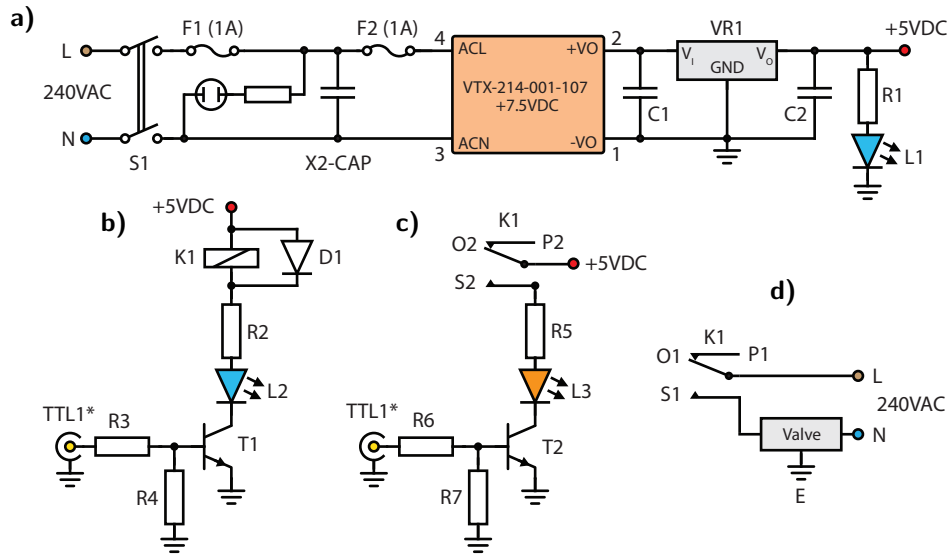 a)
F1 (1A)
F2 (1A)
4
ACL
+VO
2
VR1
+5VDC
L
240VAC
N
S1
X2-CAP
VTX-214-001-107
+7.5VDC
3
ACN
-VO
1
C1
VI
VO
GND
C2
R1
L1
b)
+5VDC
K1
D1
R2
L2
TTL1*
R3
T1
R4
c)
K1
O2
P2
+5VDC
S2
R5
L3
TTL1*
R6
T2
R7
d)
K1
O1
P1
L
S1
240VAC
Valve
N
E